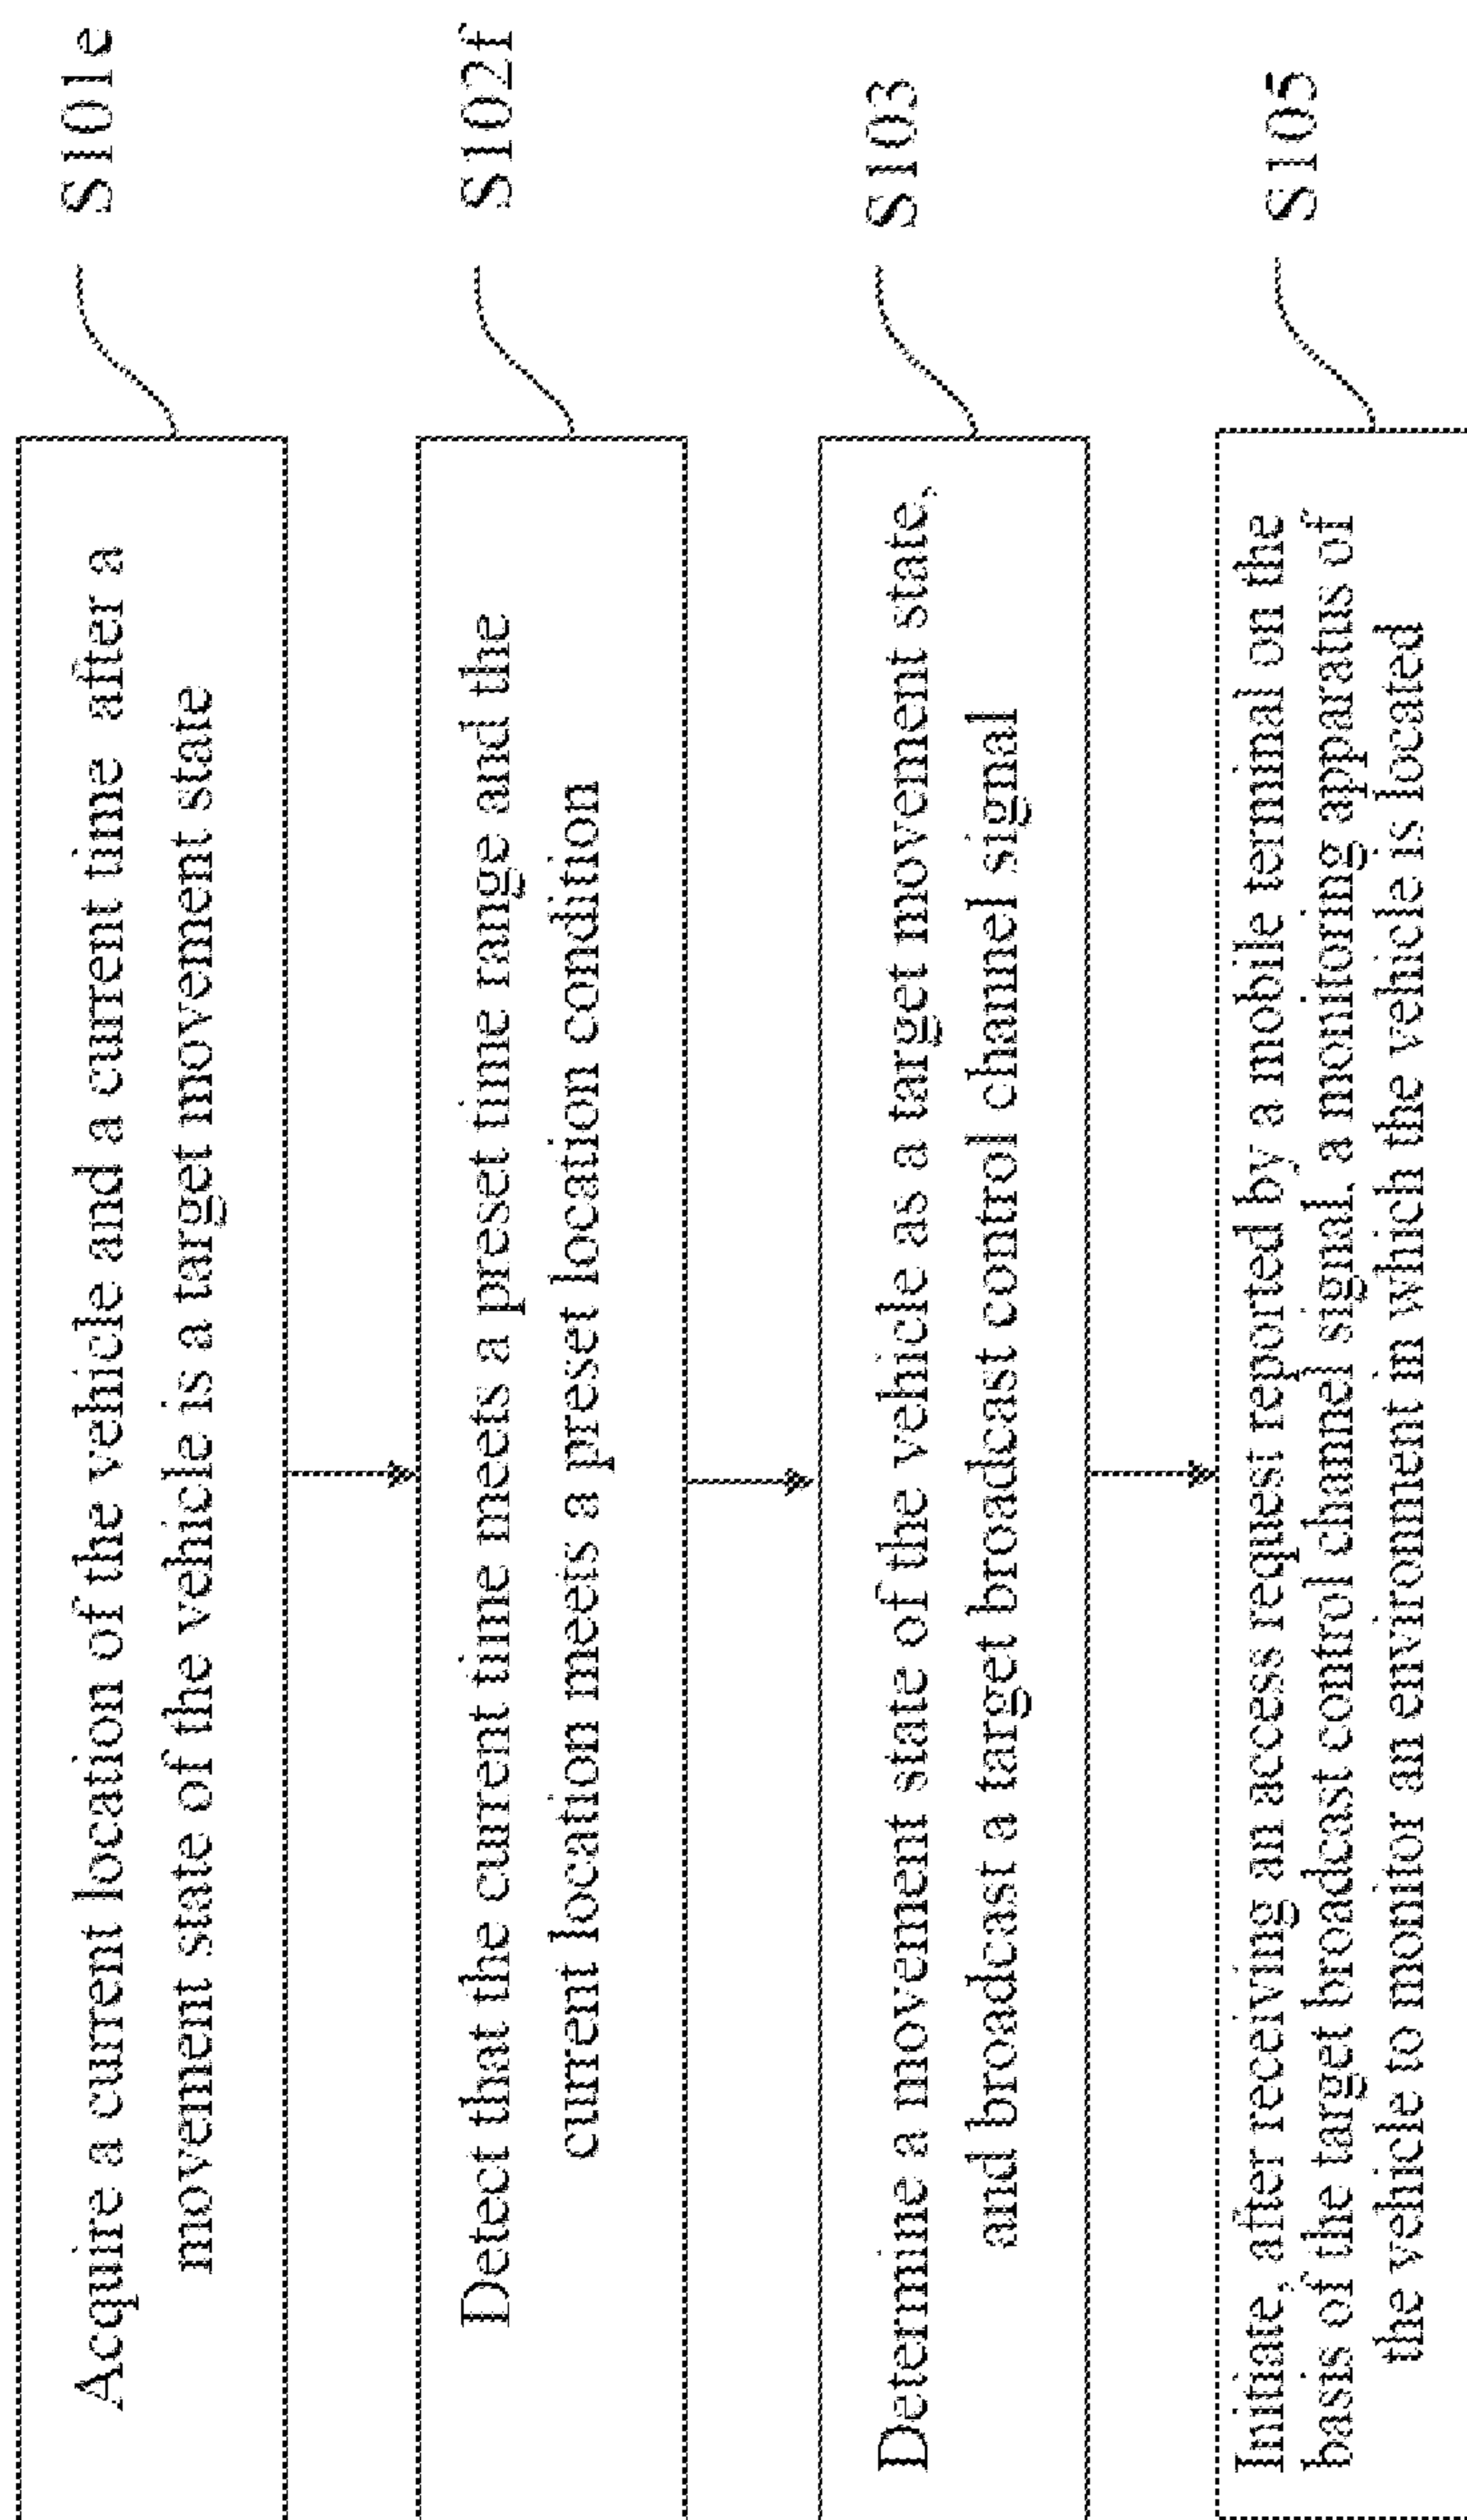 Acquire a current location of the vehicle and a current time after a
movement state of the vehicle is a target movement state
S101e
Detect that the current time meets a preset time range and the
current location meets a preset location condition
S102f
Determine a movement state of the vehicle as a target movement state,
and broadcast a target broadcast control channel signal
S103
Initiate, after receiving an access request reported by a mobile terminal on the
basis of the target broadcast control channel signal, a monitoring apparatus of
the vehicle to monitor an environment in which the vehicle is located
S105